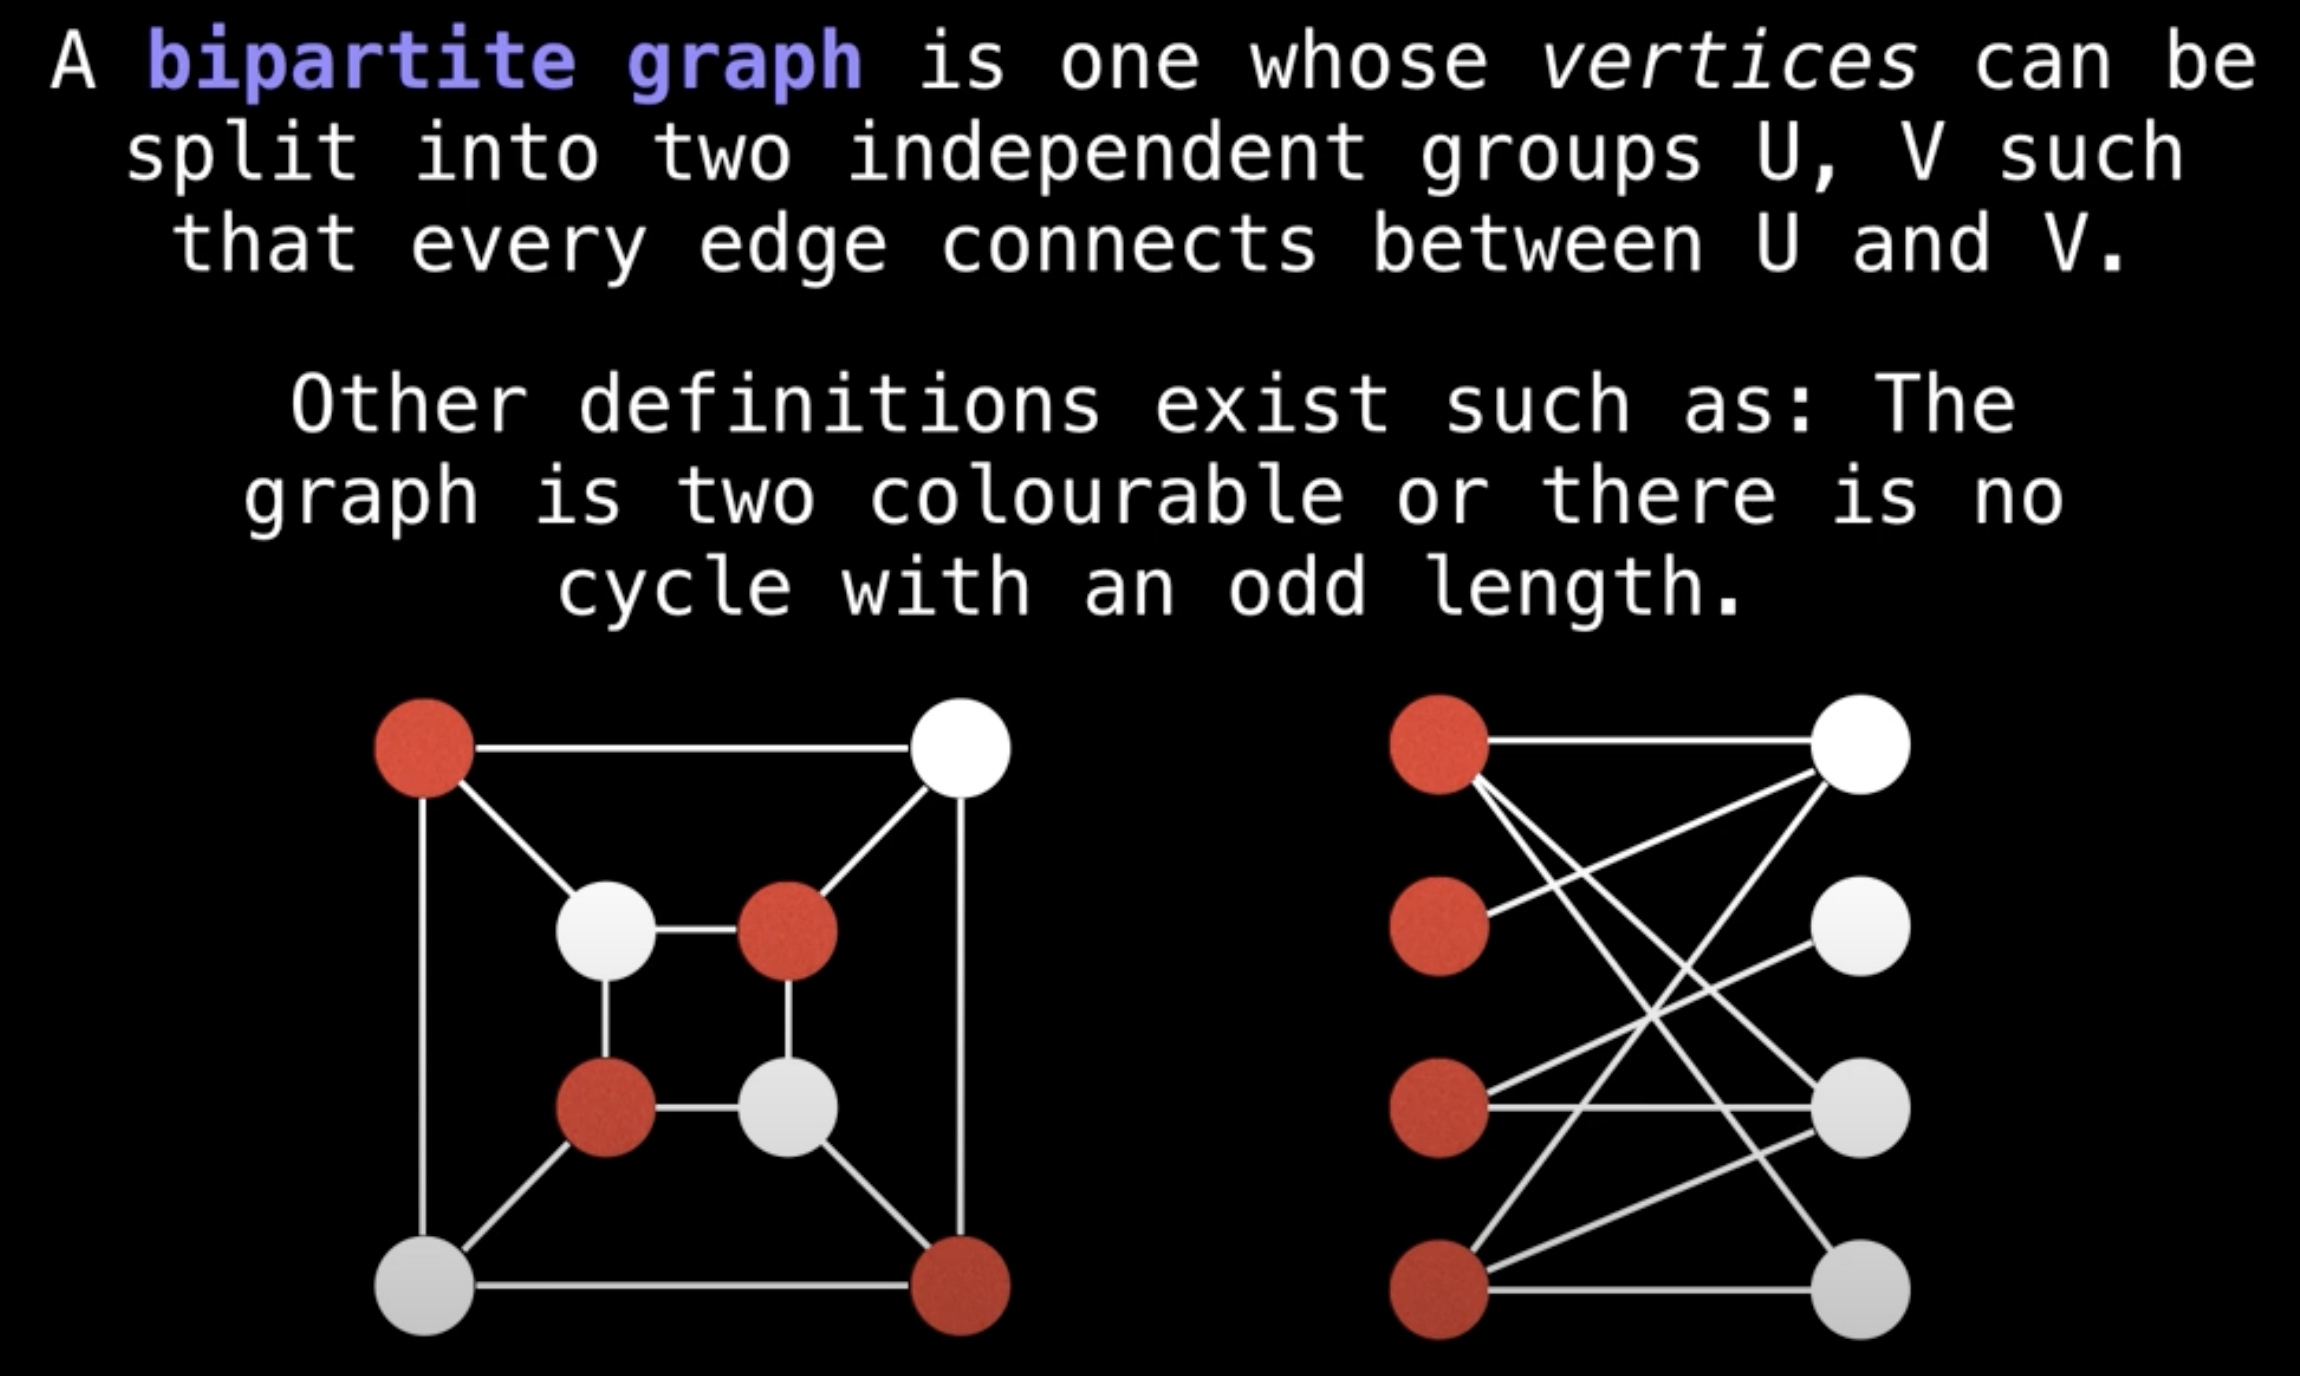 A bipartite graph is one whose vertices can be
split into two independent groups U, V such
that every edge connects between U and V.
Other definitions exist such as: The
graph is two colourable or there is no
cycle with an odd length.